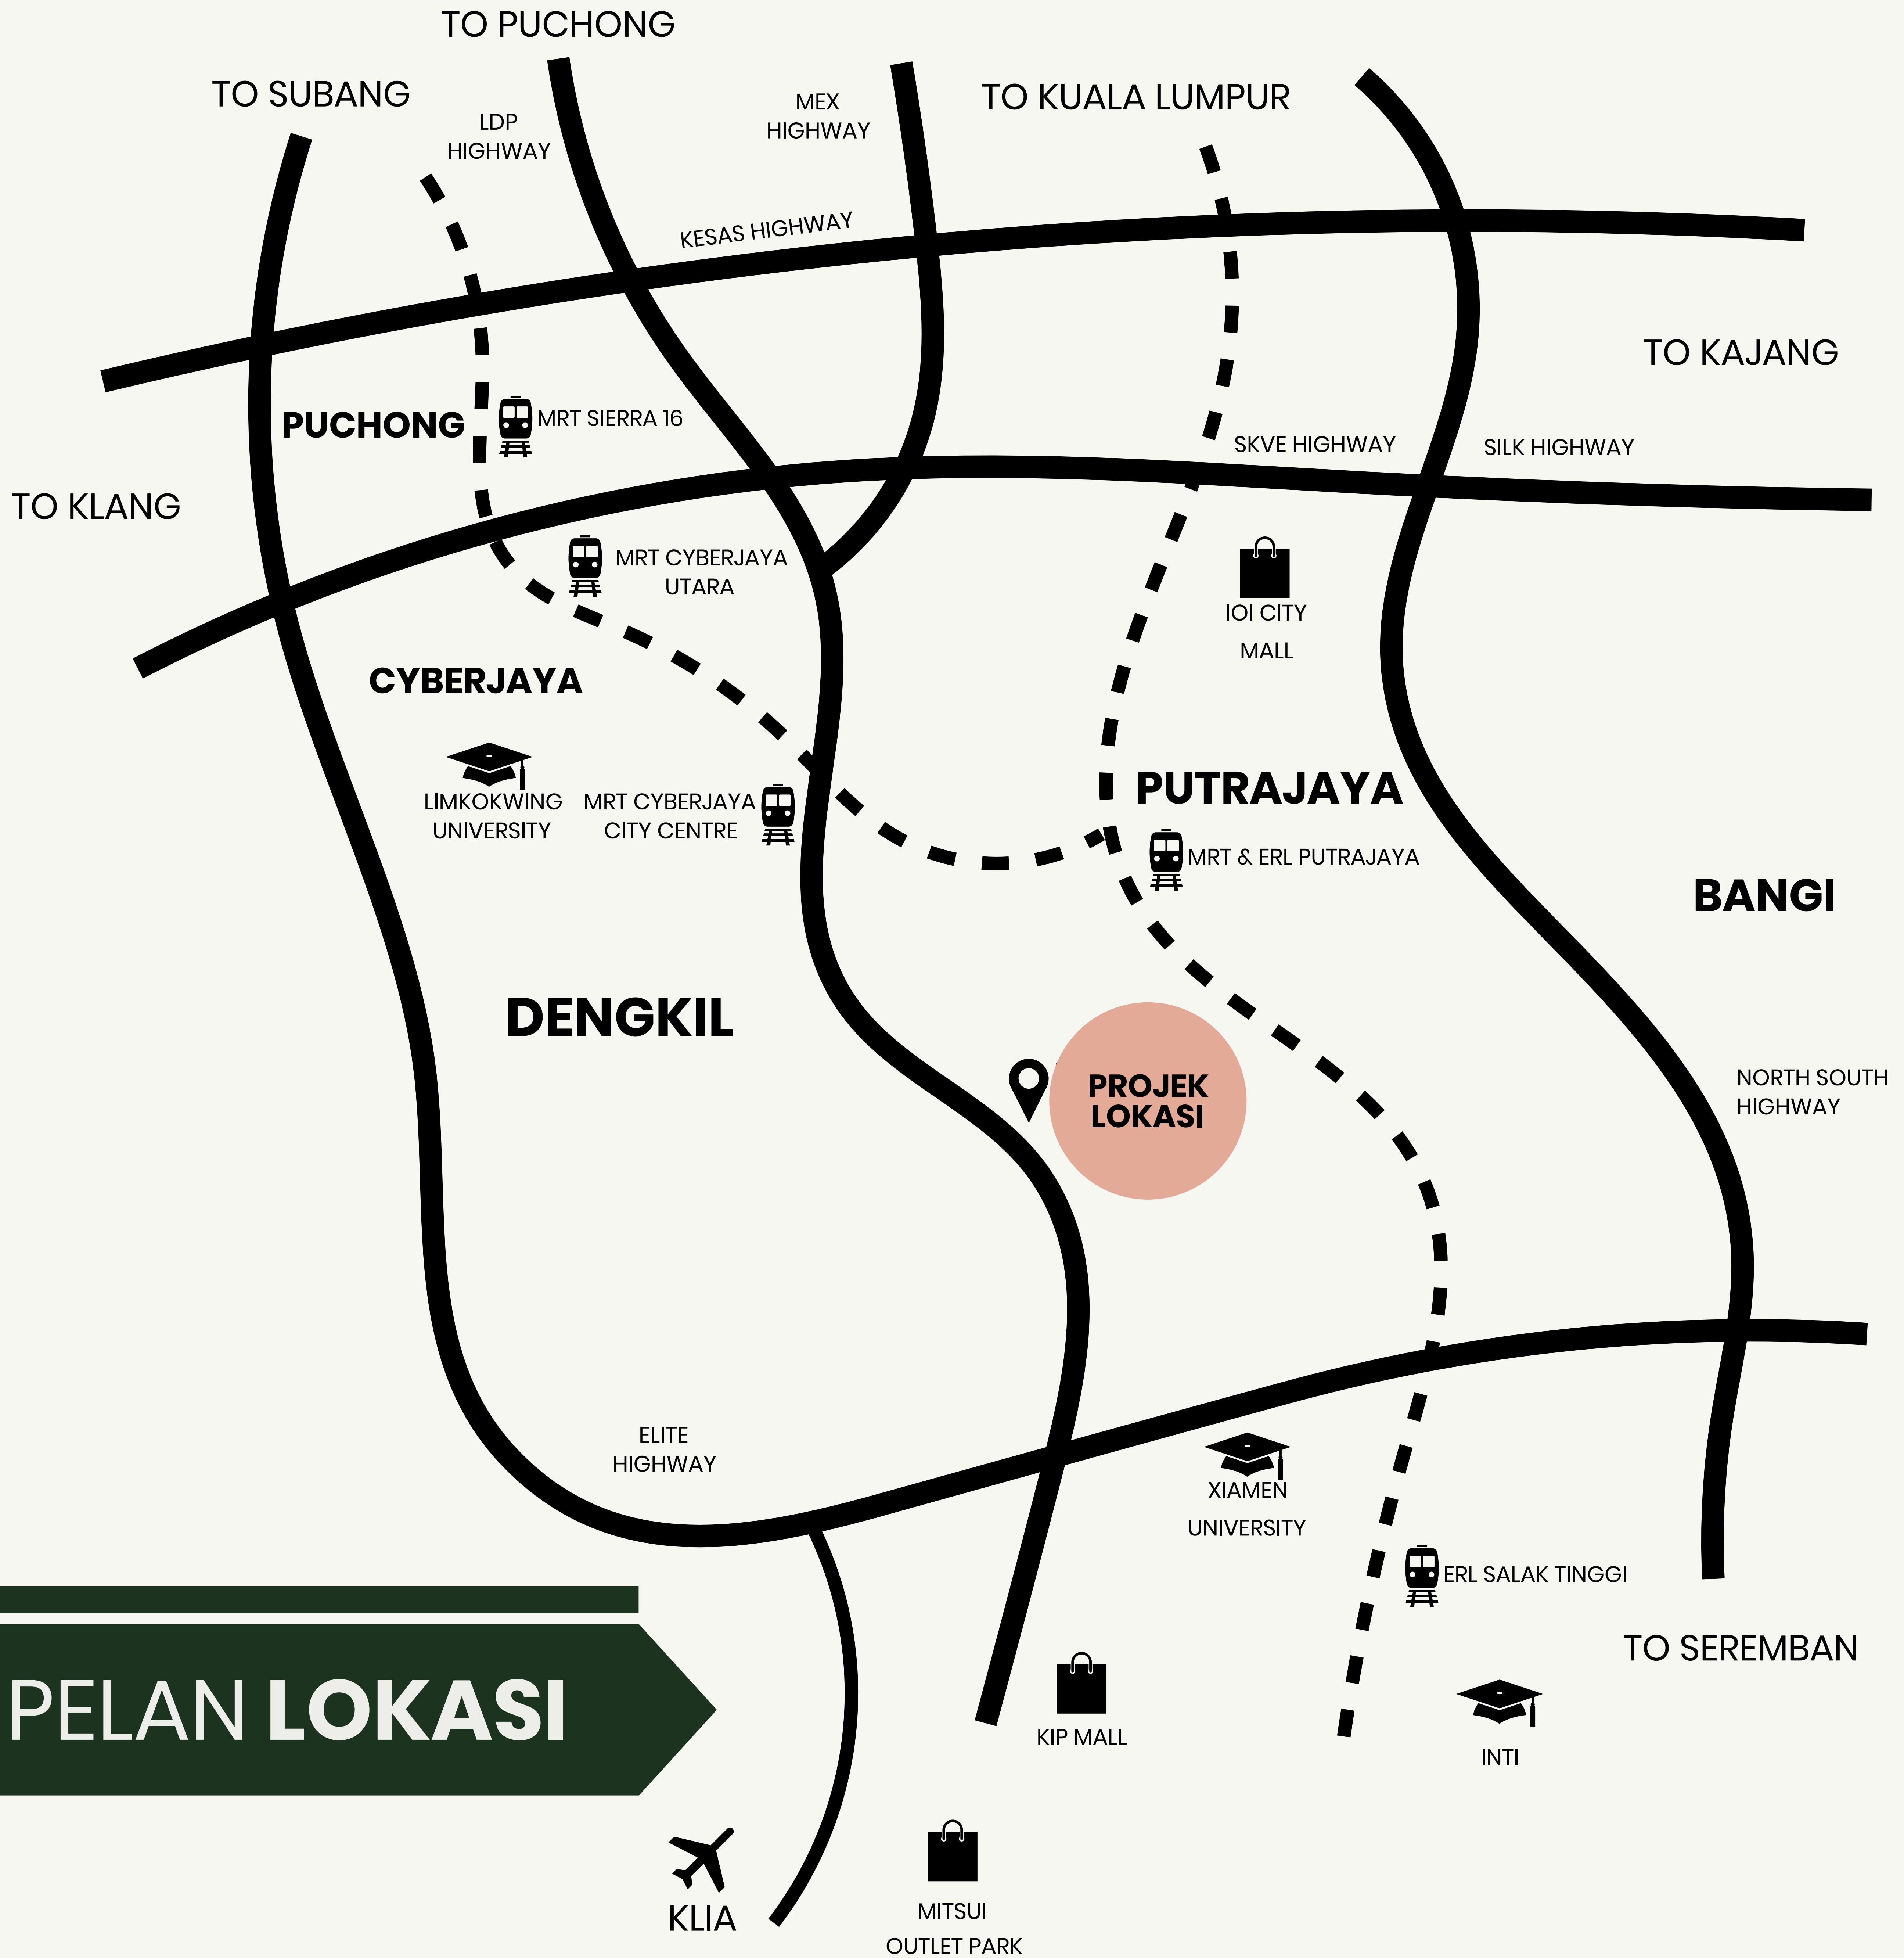 TO PUCHONG
TO SUBANG
LDP
HIGHWAY
MEX
HIGHWAY
TO KUALA LUMPUR
KESAS HIGHWAY
TO KAJANG
PUCHONG
MRT SIERRA 16
SKVE HIGHWAY
SILK HIGHWAY
TO KLANG
MRT CYBERJAYA
UTARA
IOI CITY
MALL
CYBERJAYA
LIMKOKWING
UNIVERSITY
MRT CYBERJAYA
CITY CENTRE
PUTRAJAYA
MRT & ERL PUTRAJAYA
BANGI
DENGKIL
PROJEK
LOKASI
NORTH SOUTH
HIGHWAY
ELITE
HIGHWAY
XIAMEN
UNIVERSITY
ERL SALAK TINGGI
TO SEREMBAN
PELAN LOKASI
KIP MALL
INTI
KLIA
MITSUI
OUTLET PARK